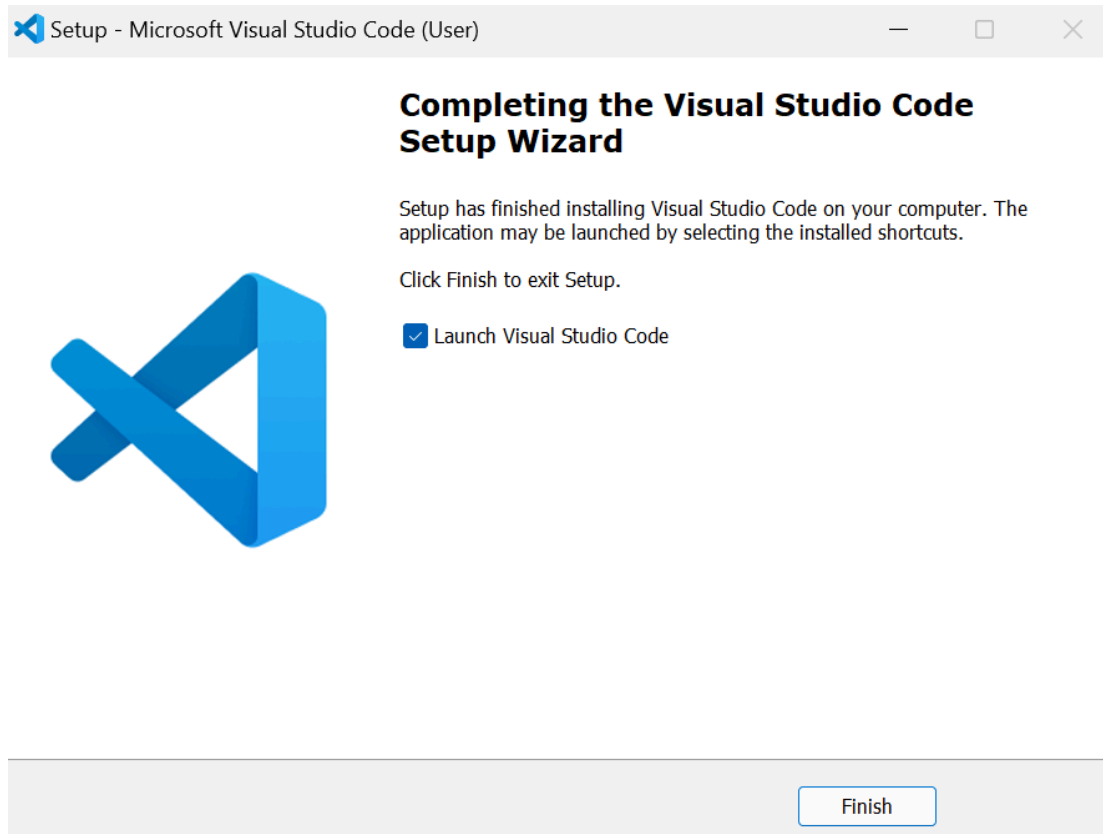 Setup - Microsoft Visual Studio Code (User)
Completing the Visual Studio Code
Setup Wizard
Setup has finished installing Visual Studio Code on your computer. The
application may be launched by selecting the installed shortcuts.
Click Finish to exit Setup.
Launch Visual Studio Code
Finish